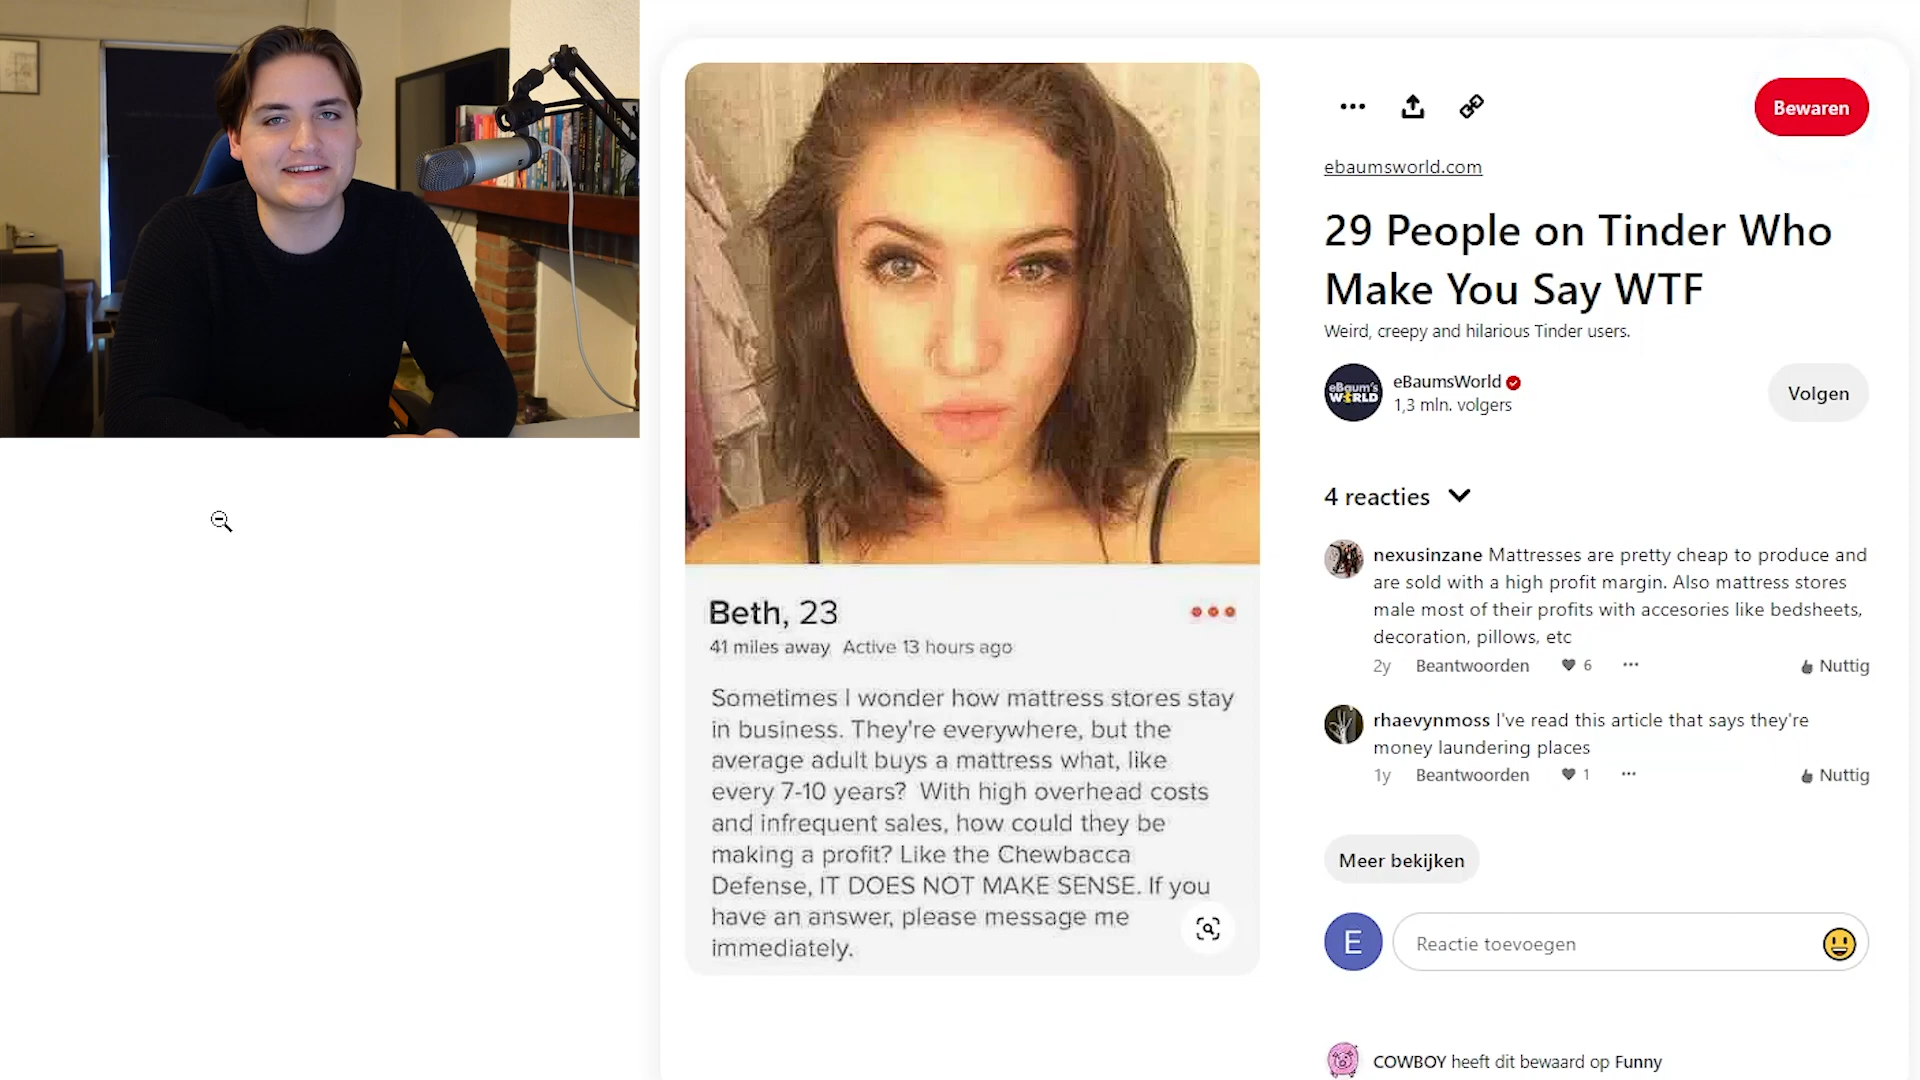 Bewaren
ebaumsworld.com
29 People on Tinder Who
Make You Say WTF
Weird, creepy and hilarious Tinder users.
eBaum's
WORLD
eBaumsWorld
1,3 mln. volgers
Volgen
4 reacties
nexusinzane Mattresses are pretty cheap to produce and
are sold with a high profit margin. Also mattress stores
male most of their profits with accesories like bedsheets,
decoration, pillows, etc
2y Beantwoorden 6 ... Nuttig
rhaevynmoss I've read this article that says they're
money laundering places
1y Beantwoorden 1 ... Nuttig
Meer bekijken
E
Reactie toevoegen
COWBOY heeft dit bewaard op Funny
Beth, 23
41 miles away Active 13 hours ago
Sometimes I wonder how mattress stores stay
in business. They're everywhere, but the
average adult buys a mattress what, like
every 7-10 years? With high overhead costs
and infrequent sales, how could they be
making a profit? Like the Chewbacca
Defense, IT DOES NOT MAKE SENSE. If you
have an answer, please message me
immediately.